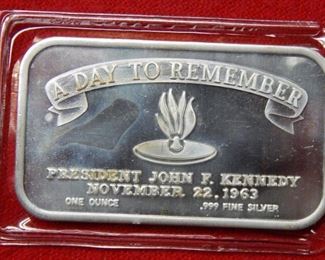 A DAY TO REMEMBER
PRESIDENT JOHN F. KENNEDY
NOVEMBER 22, 1963
ONE OUNCE .999 FINE SILVER